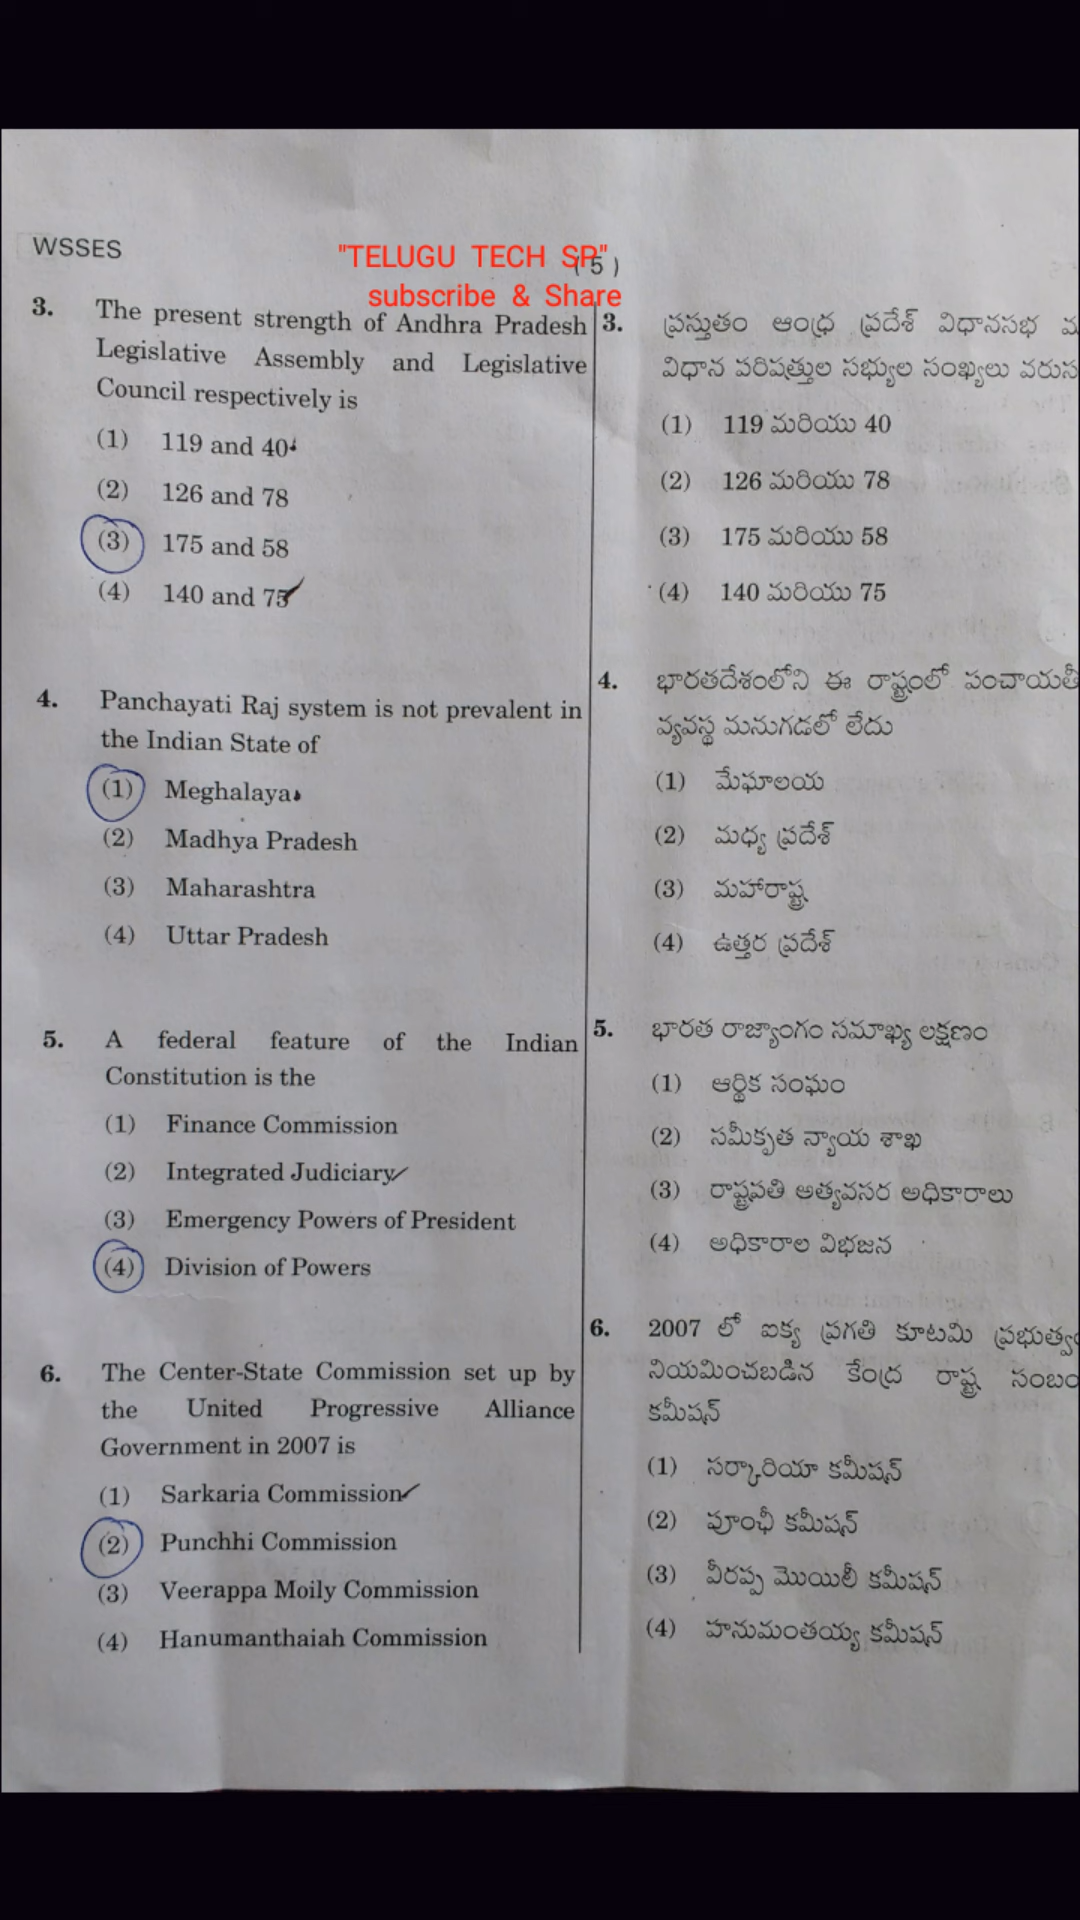 WSSES
"TELUGU TECH SR"
( 5 )
subscribe & Share
3. The present strength of Andhra Pradesh
Legislative Assembly and Legislative
Council respectively is
(1) 119 and 40
(2) 126 and 78
(3) 175 and 58
(4) 140 and 75
4. Panchayati Raj system is not prevalent in
the Indian State of
(1) Meghalaya
(2) Madhya Pradesh
(3) Maharashtra
(4) Uttar Pradesh
5. A federal feature of the Indian
Constitution is the
(1) Finance Commission
(2) Integrated Judiciary
(3) Emergency Powers of President
(4) Division of Powers
6. The Center-State Commission set up by
the United Progressive Alliance
Government in 2007 is
(1) Sarkaria Commission
(2) Punchhi Commission
(3) Veerappa Moily Commission
(4) Hanumanthaiah Commission
3. ప్రస్తుతం ఆంధ్ర ప్రదేశ్ విధానసభ
విధాన పరిషత్తుల సభ్యుల సంఖ్యలు
(1) 119 మరియు 40
(2) 126 మరియు 78
(3) 175 మరియు 58
(4) 140 మరియు 75
4. భారతదేశంలోని ఈ రాష్ట్రంలో పంచాయతీ
వ్యవస్థ మనుగడలో లేదు
(1) మేఘాలయ
(2) మధ్య ప్రదేశ్
(3) మహారాష్ట్ర
(4) ఉత్తర ప్రదేశ్
5. భారత రాజ్యాంగం సమాఖ్య లక్షణం
(1) ఆర్థిక సంఘం
(2) సమీకృత న్యాయ శాఖ
(3) రాష్ట్రపతి అత్యవసర అధికారాలు
(4) అధికారాల విభజన
6. 2007 లో ఐక్య ప్రగతి కూటమి
నియమించబడిన కేంద్ర రాష్ట్ర
కమీషన్
(1) సర్కారియా కమీషన్
(2) పూంఛీ కమీషన్
(3) వీరప్ప మొయిలీ కమీషన్
(4) హనుమంతయ్య కమీషన్